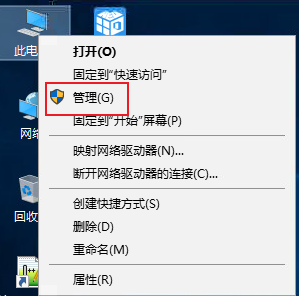 此电
打开(O)
固定到"快速访问"
管理(G)
网络
固定到"开始"屏幕(P)
映射网络驱动器(N)...
断开网络驱动器的连接(C)...
创建快捷方式(S)
回收
删除(D)
重命名(M)
属性(R)